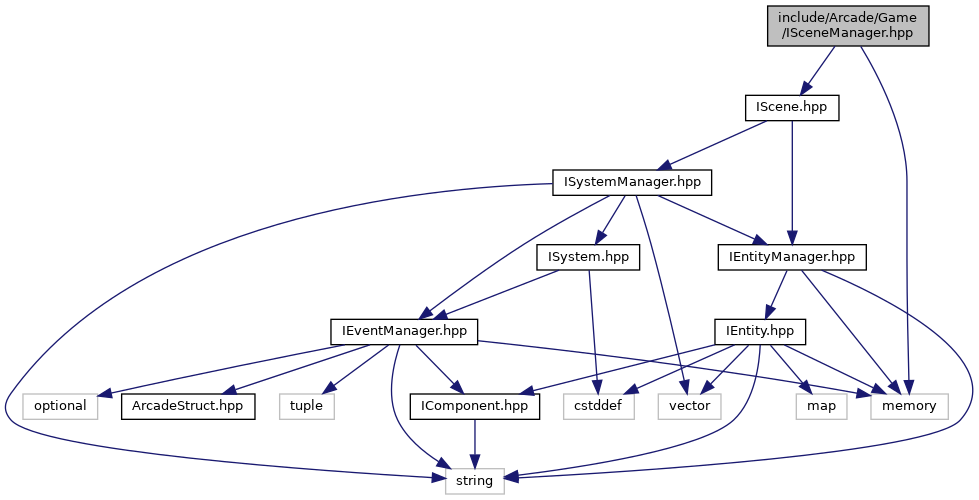 include/Arcade/Game
/ISceneManager.hpp
IScene.hpp
ISystemManager.hpp
ISystem.hpp
IEntityManager.hpp
IEventManager.hpp
IEntity.hpp
optional
ArcadeStruct.hpp
tuple
IComponent.hpp
cstddef
vector
map
memory
string